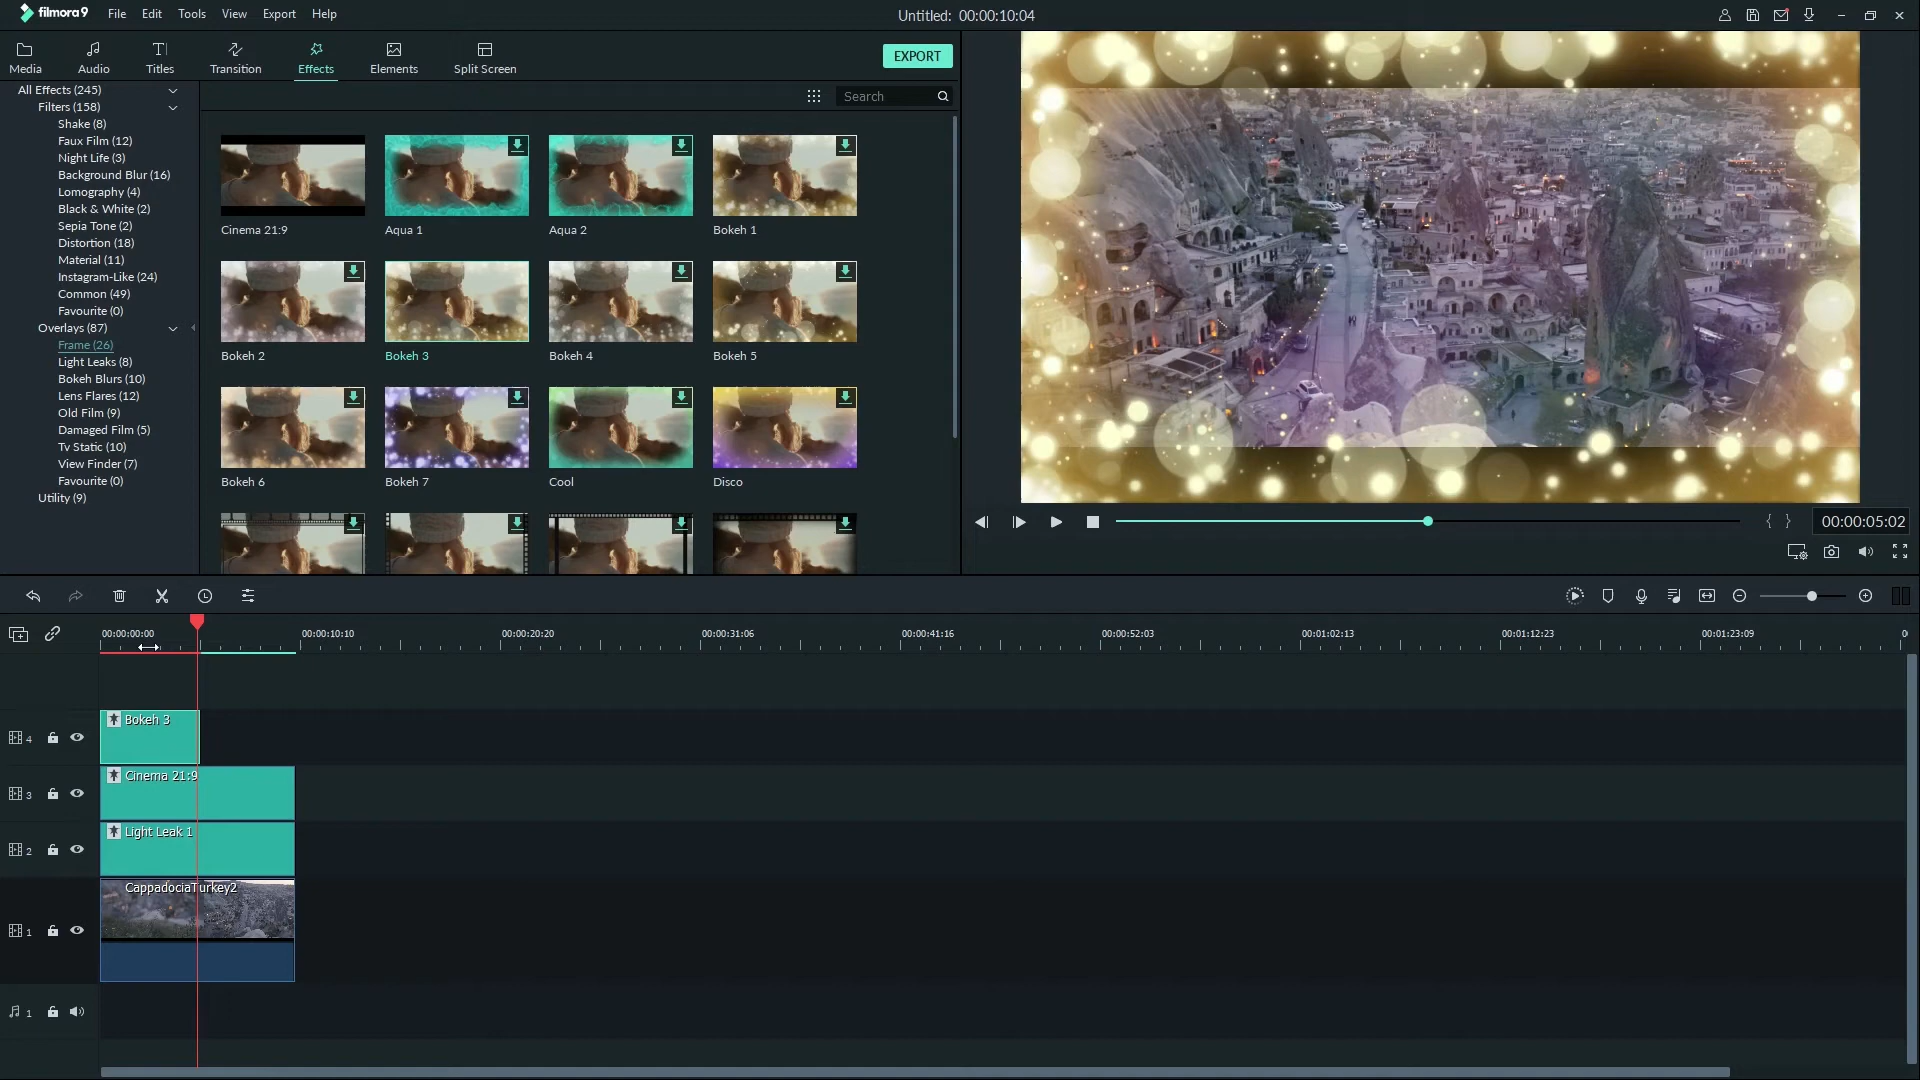 filmora9 File Edit Tools View Export Help
Untitled: 00:00:10:04
Media Audio Titles Transition Effects Elements Split Screen
EXPORT
Search
All Effects (245)
Filters (158)
Shake (8)
Faux Film (12)
Night Life (3)
Background Blur (16)
Lomography (4)
Black & White (2)
Sepia Tone (2)
Distortion (18)
Material (11)
Instagram-Like (24)
Common (49)
Favourite (0)
Overlays (87)
Frame (26)
Light Leaks (8)
Bokeh Blurs (10)
Lens Flares (12)
Old Film (9)
Damaged Film (5)
Tv Static (10)
View Finder (7)
Favourite (0)
Utility (9)
Cinema 21:9 Aqua 1 Aqua 2 Bokeh 1
Bokeh 2 Bokeh 3 Bokeh 4 Bokeh 5
Bokeh 6 Bokeh 7 Cool Disco
{ } 00:00:05:02
00:00:00:00 00:00:10:10 00:00:20:20 00:00:31:06 00:00:41:16 00:00:52:03 00:01:02:13 00:01:12:23 00:01:23:09
4 Bokeh 3
3 Cinema 21:9
2 Light Leak 1
CappadociaTurkey2
1
1